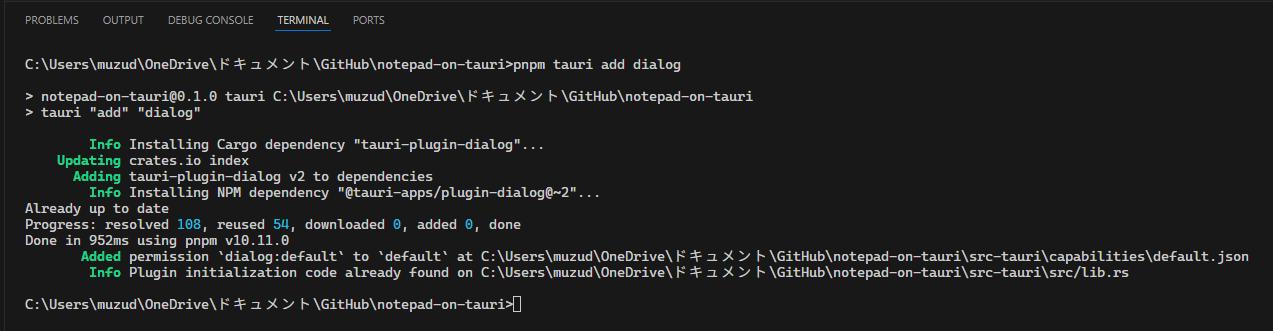 PROBLEMS OUTPUT DEBUG CONSOLE TERMINAL PORTS
C:\Users\muzud\OneDrive\ドキュメント\GitHub\notepad-on-tauri>pnpm tauri add dialog
> notepad-on-tauri@0.1.0 tauri C:\Users\muzud\OneDrive\ドキュメント\GitHub\notepad-on-tauri
> tauri "add" "dialog"
Info Installing Cargo dependency "tauri-plugin-dialog"...
Updating crates.io index
Adding tauri-plugin-dialog v2 to dependencies
Info Installing NPM dependency "@tauri-apps/plugin-dialog@~2"...
Already up to date
Progress: resolved 108, reused 54, downloaded 0, added 0, done
Done in 952ms using pnpm v10.11.0
Added permission `dialog:default` to `default` at C:\Users\muzud\OneDrive\ドキュメント\GitHub\notepad-on-tauri\src-tauri\capabilities\default.json
Info Plugin initialization code already found on C:\Users\muzud\OneDrive\ドキュメント\GitHub\notepad-on-tauri\src-tauri\src/lib.rs
C:\Users\muzud\OneDrive\ドキュメント\GitHub\notepad-on-tauri>